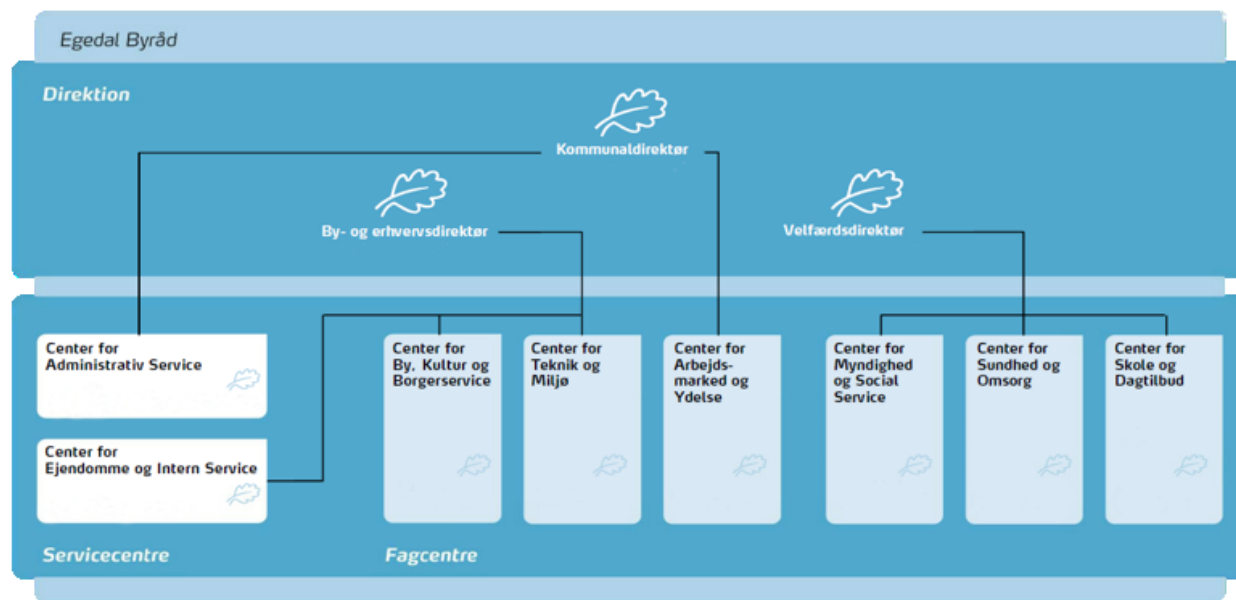 Egedal Byråd
Direktion
Kommunaldirektør
By- og erhvervsdirektør
Velfærdsdirektør
Center for
Administrativ Service
Center for
Ejendomme og Intern Service
Center for
By, Kultur og
Borgerservice
Center for
Teknik og
Miljø
Center for
Arbejds-
marked og
Ydelse
Center for
Myndighed
og Social
Service
Center for
Sundhed og
Omsorg
Center for
Skole og
Dagtilbud
Servicecentre
Fagcentre